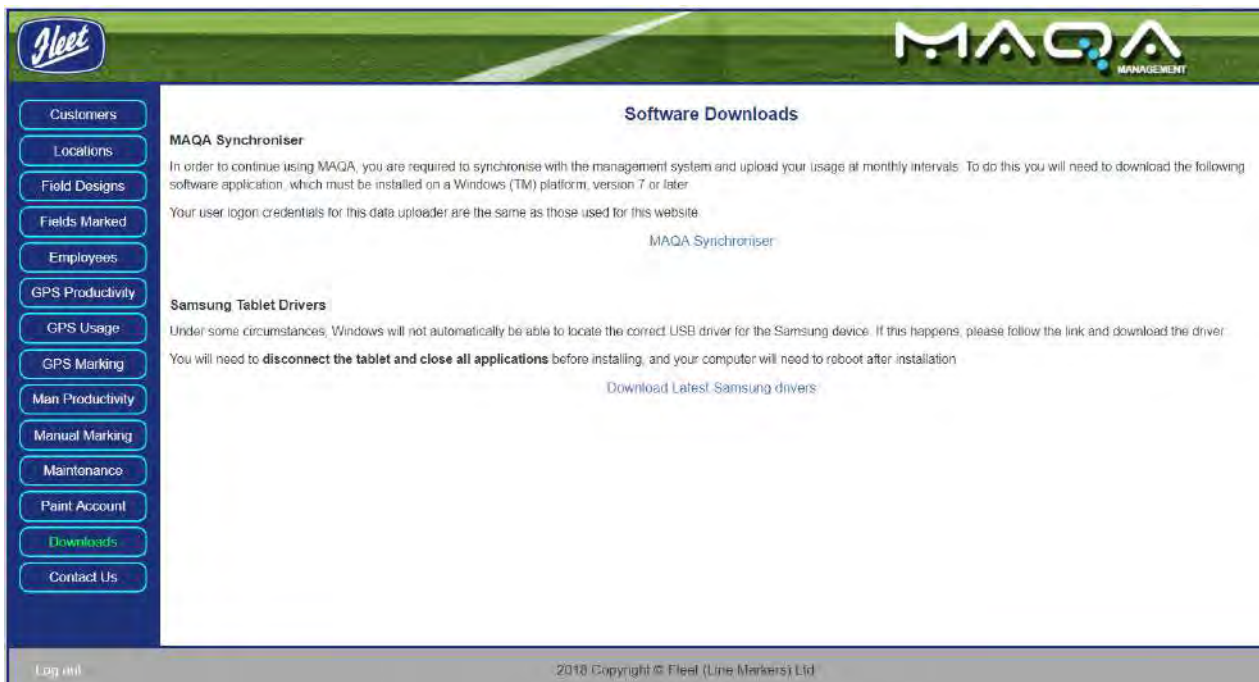 Fleet
MAQA
MANAGEMENT
Customers
Locations
Field Designs
Fields Marked
Employees
GPS Productivity
GPS Usage
GPS Marking
Man Productivity
Manual Marking
Maintenance
Paint Account
Downloads
Contact Us
Log out
Software Downloads
MAQA Synchroniser
In order to continue using MAQA, you are required to synchronise with the management system and upload your usage at monthly intervals. To do this you will need to download the following
software application, which must be installed on a Windows (TM) platform, version 7 or later
Your user logon credentials for this data uploader are the same as those used for this website
MAQA Synchroniser
Samsung Tablet Drivers
Under some circumstances, Windows will not automatically be able to locate the correct USB driver for the Samsung device. If this happens, please follow the link and download the driver
You will need to disconnect the tablet and close all applications before installing, and your computer will need to reboot after installation
Download Latest Samsung drivers
2018 Copyright © Fleet (Line Markers) Ltd